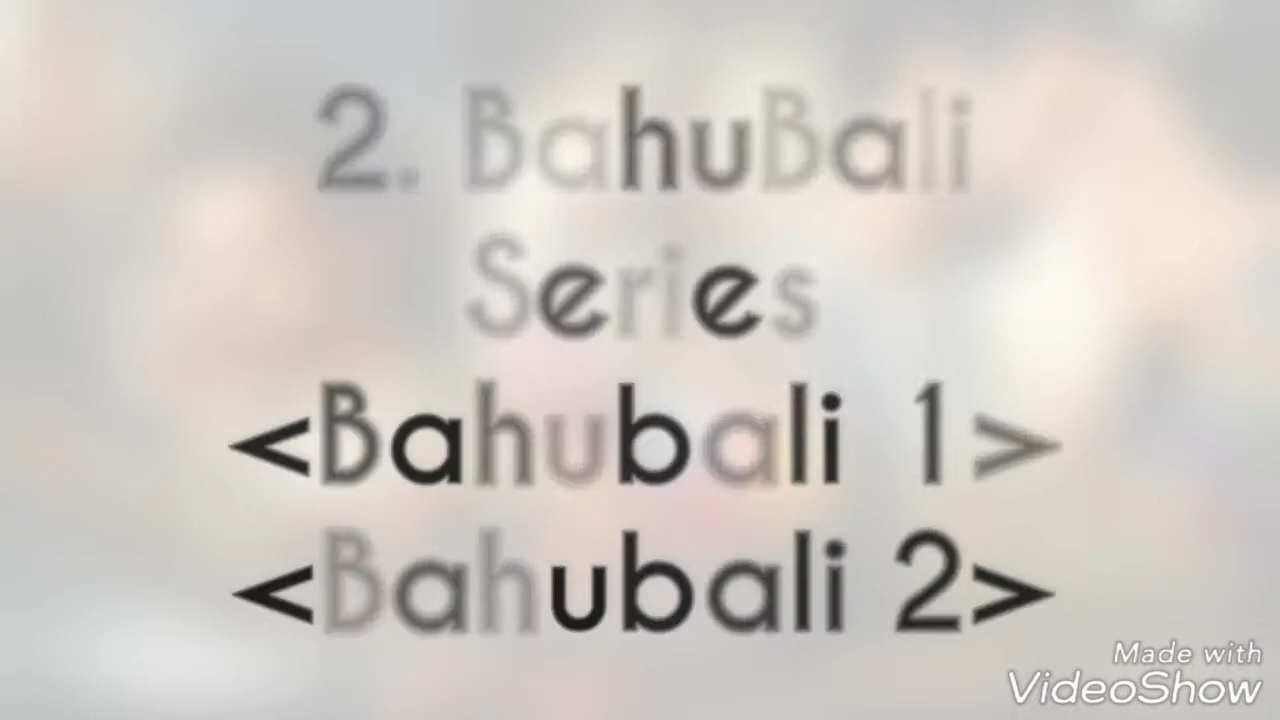 2. BahuBali
Series
<Bahubali 1>
<Bahubali 2>
Made with
VideoShow